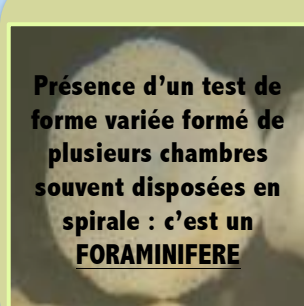 Présence d’un test de
forme variée formé de
plusieurs chambres
souvent disposées en
spirale : c’est un
FORAMINIFERE